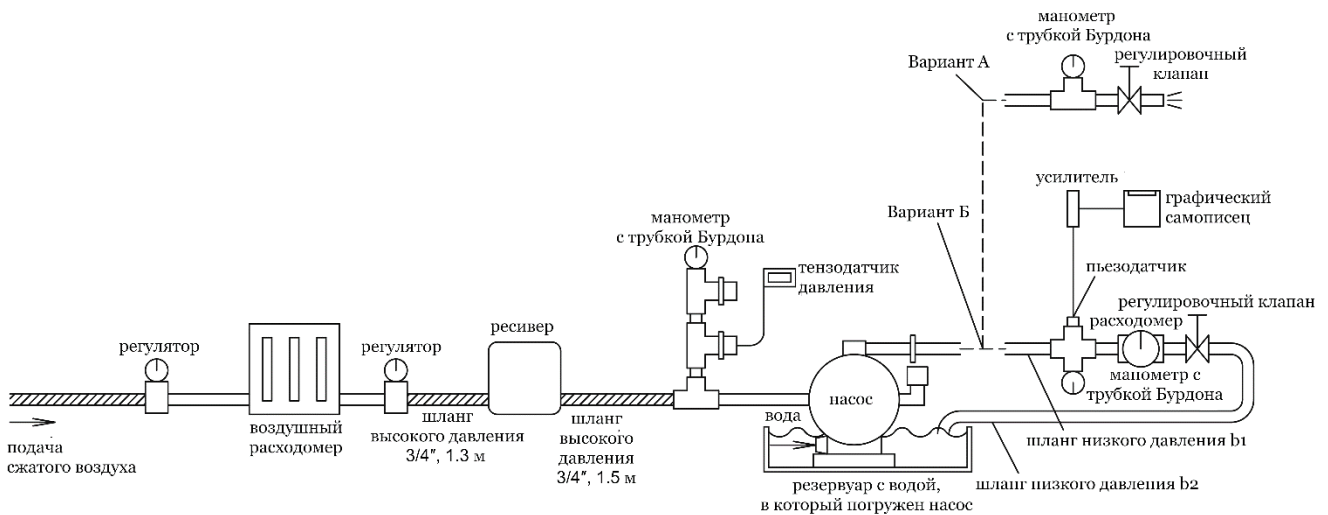 манометр
с трубкой Бурдона
регулировочный
клапан
Вариант А
усилитель
графический
самописец
Вариант Б
манометр
с трубкой Бурдона
тензодатчик
давления
пьезодатчик
регулировочный клапан
расходомер
ресивер
регулятор
регулятор
насос
манометр с
трубкой Бурдона
вода
подача
сжатого воздуха
воздушный
расходомер
шланг
высокого давления
3/4″, 1.3 м
шланг
высокого
давления
3/4″, 1.5 м
шланг низкого давления b1
резервуар с водой,
в который погружен насос
шланг низкого давления b2